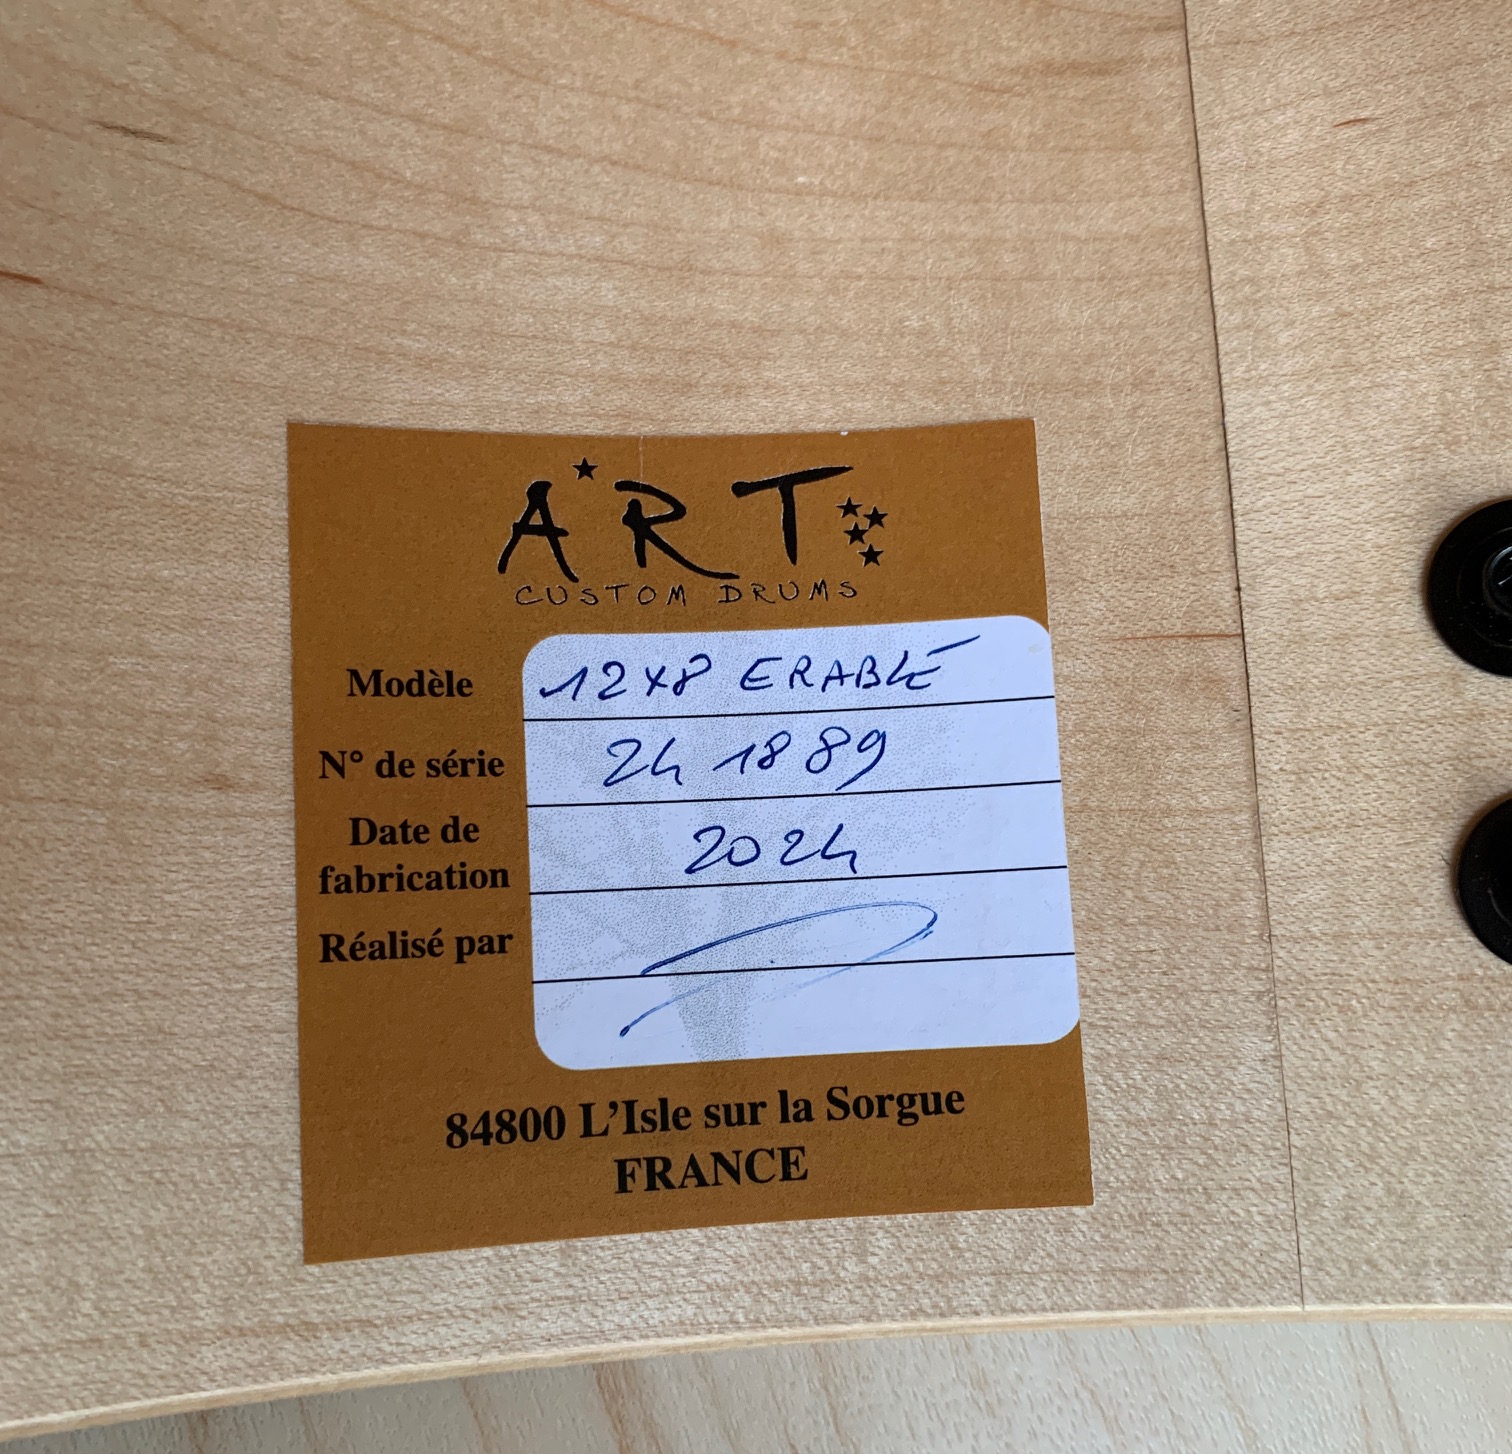 ART
CUSTOM DRUMS
Modèle 12x8 ERABLE
N° de série 24 1889
Date de fabrication 2024
Réalisé par
84800 L'Isle sur la Sorgue
FRANCE